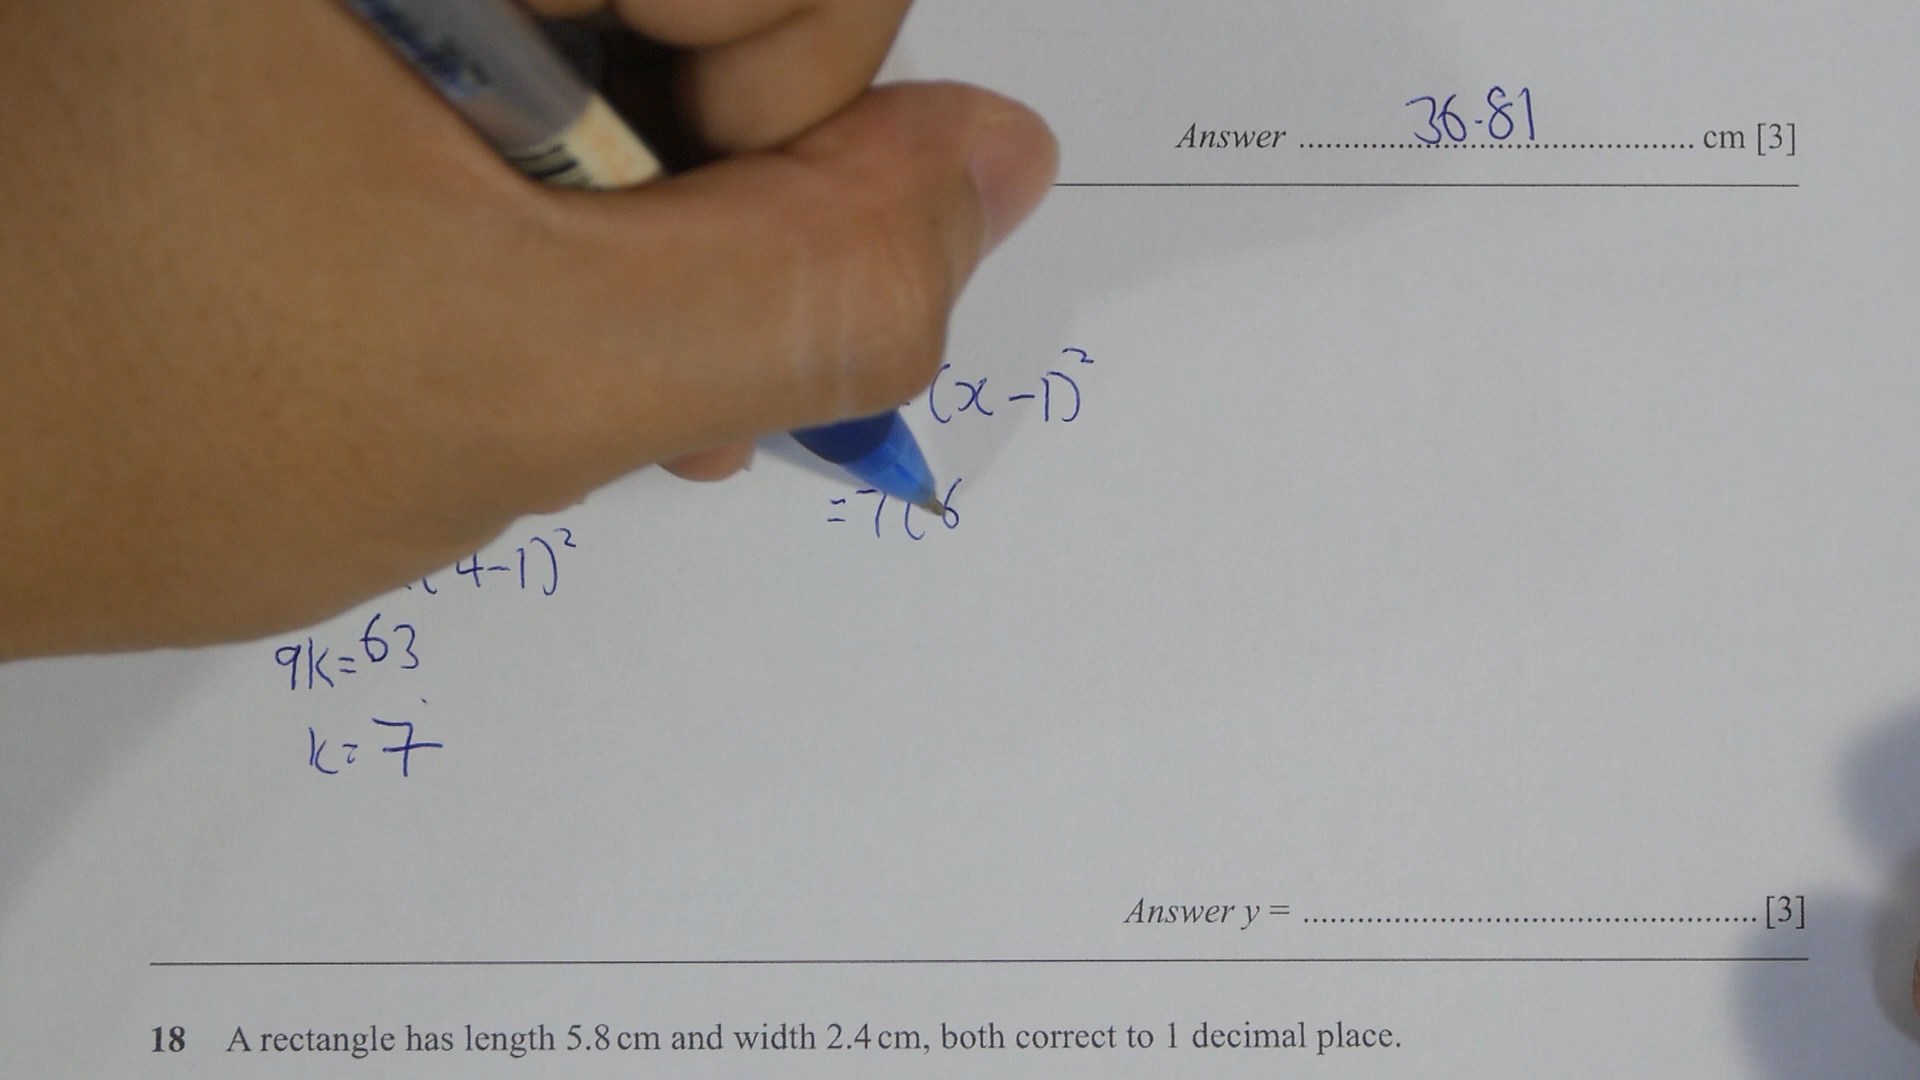 Answer ........ 36.81 ........ cm [3]
(x-1)²
=7(6
(4-1)²
9k=63
k=7
Answer y = ........ [3]
18 A rectangle has length 5.8 cm and width 2.4 cm, both correct to 1 decimal place.